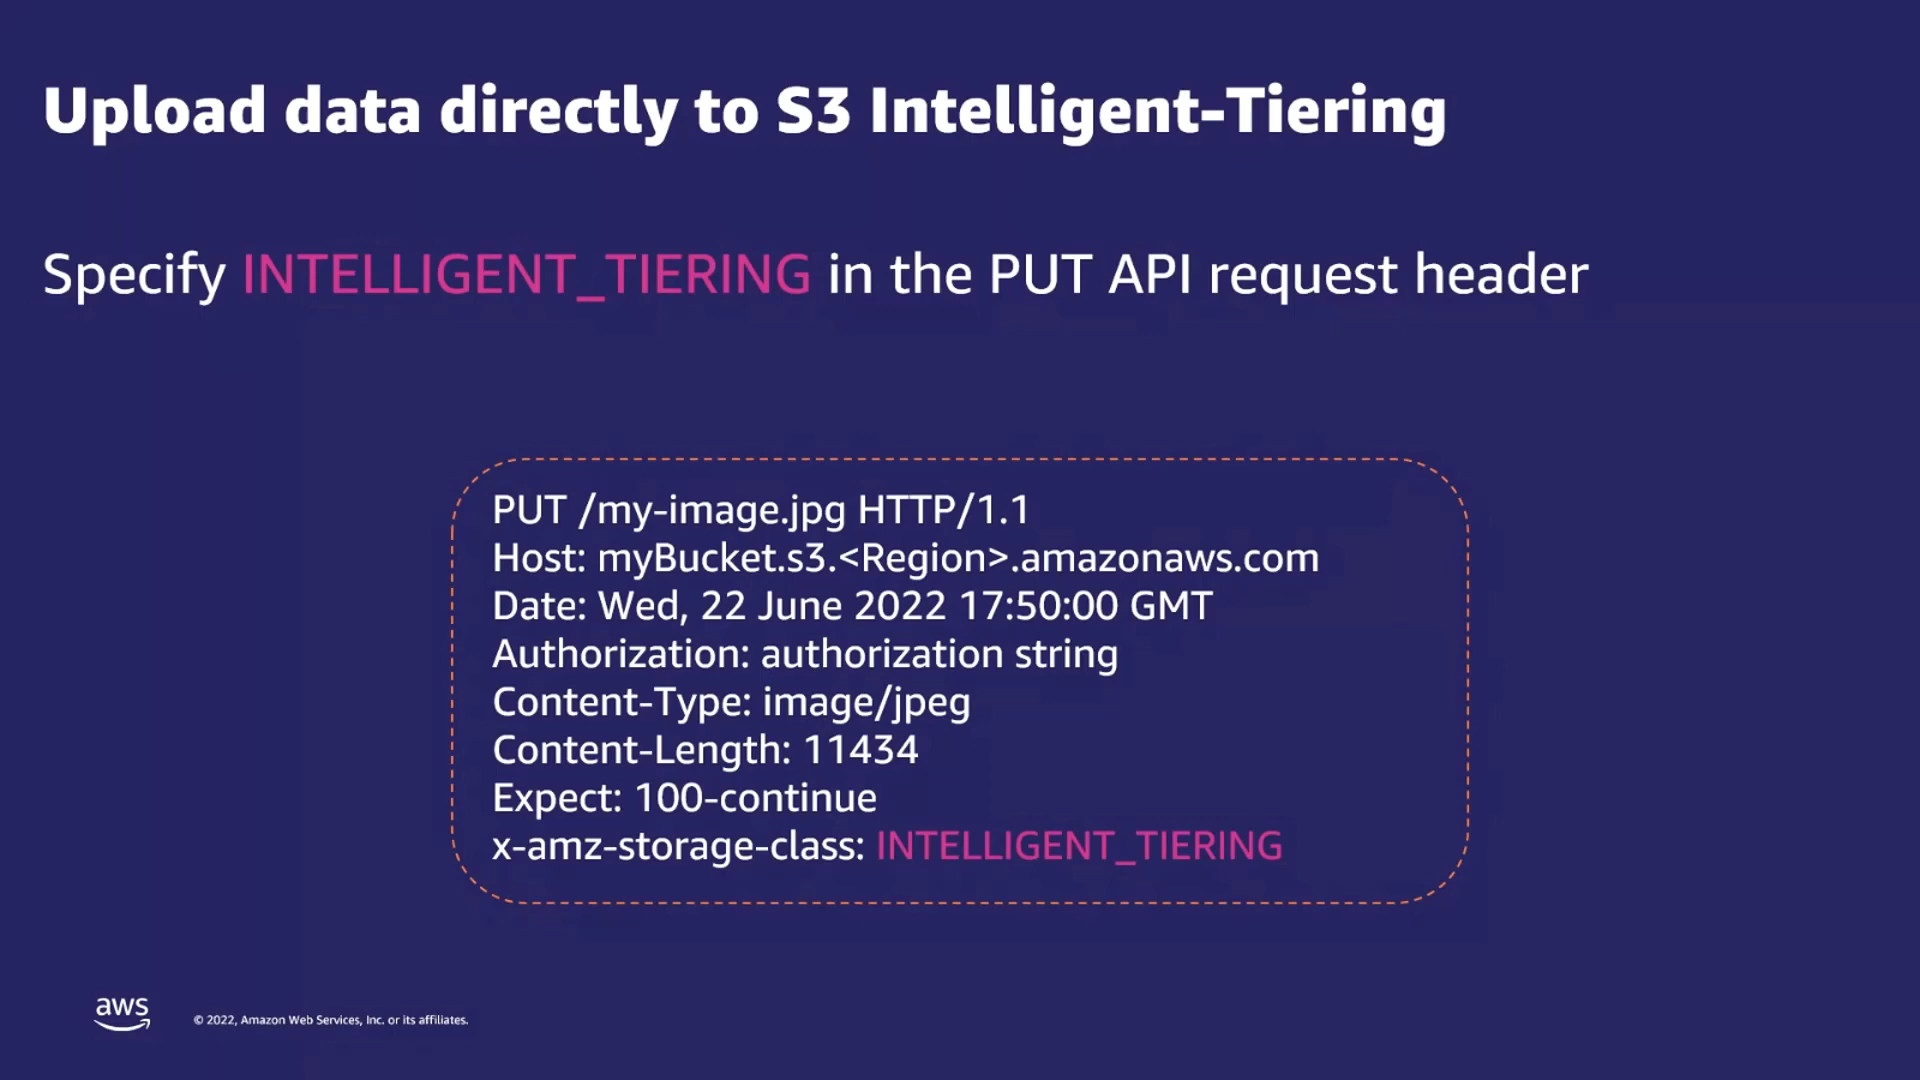 Upload data directly to S3 Intelligent-Tiering
Specify INTELLIGENT_TIERING in the PUT API request header
PUT /my-image.jpg HTTP/1.1
Host: myBucket.s3.<Region>.amazonaws.com
Date: Wed, 22 June 2022 17:50:00 GMT
Authorization: authorization string
Content-Type: image/jpeg
Content-Length: 11434
Expect: 100-continue
x-amz-storage-class: INTELLIGENT_TIERING
aws
© 2022, Amazon Web Services, Inc. or its affiliates.